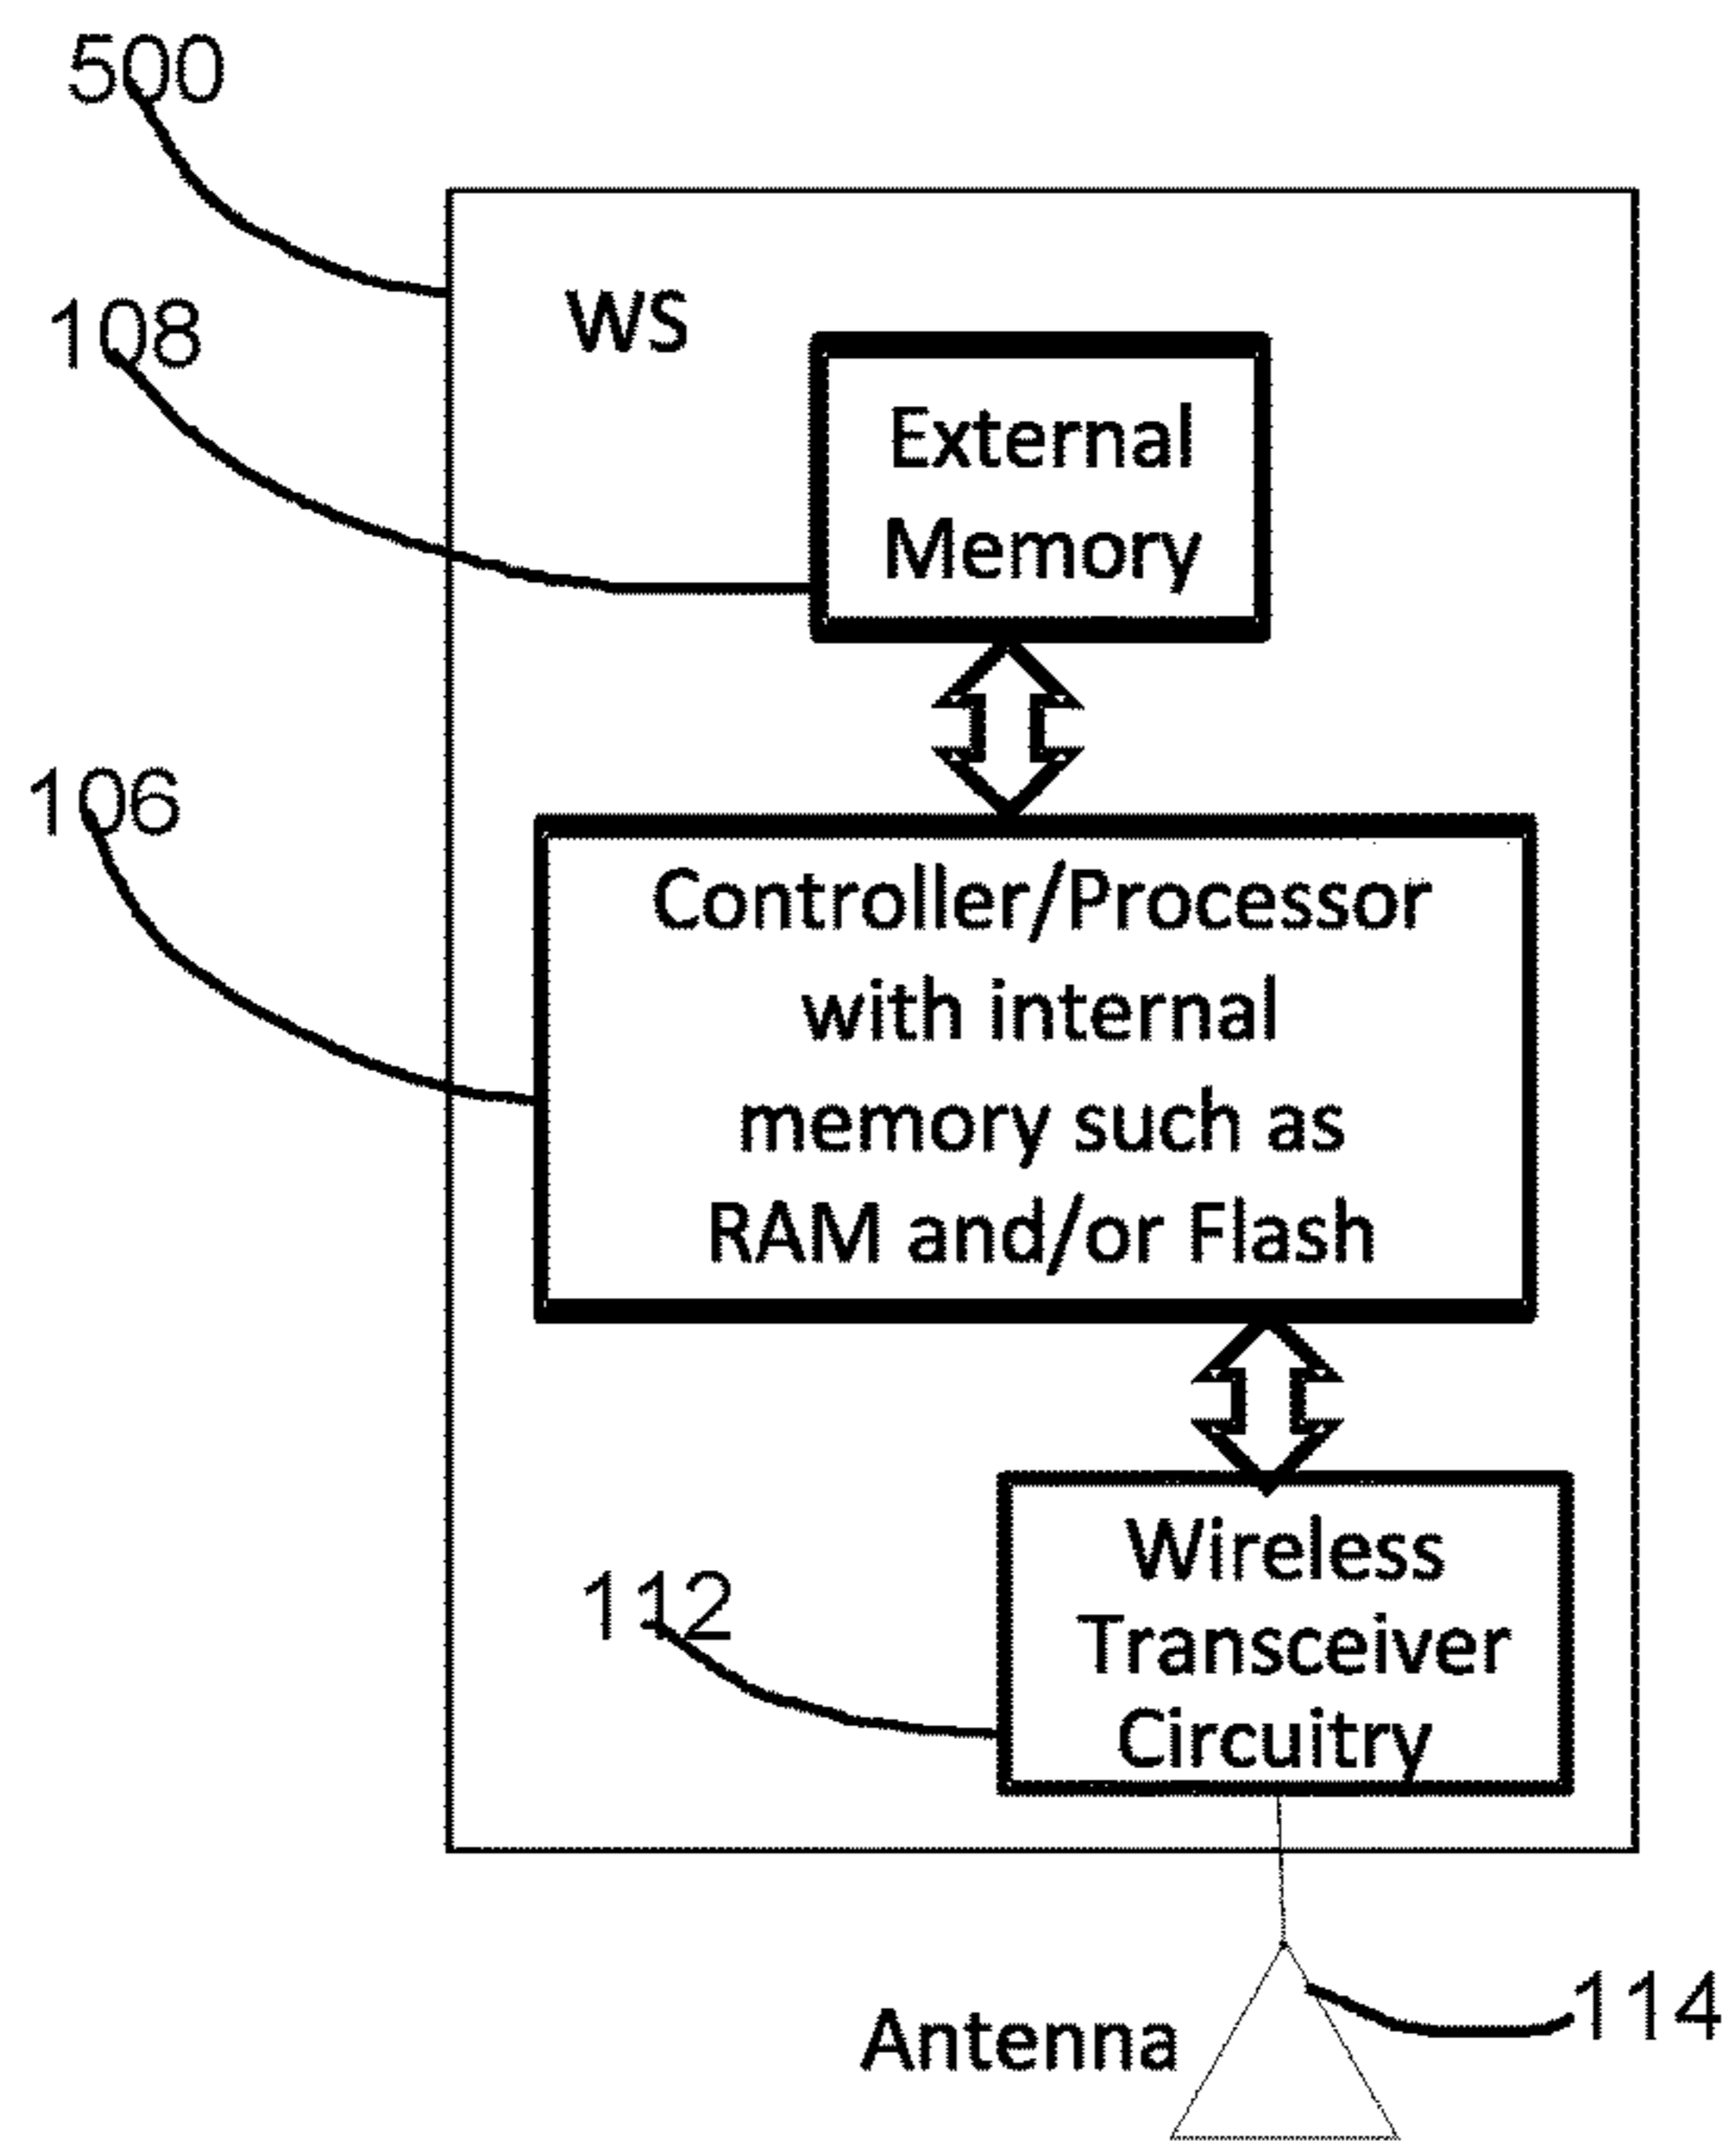 500
WS
108
External
Memory
106
Controller/Processor
with internal
memory such as
RAM and/or Flash
112
Wireless
Transceiver
Circuitry
Antenna
114